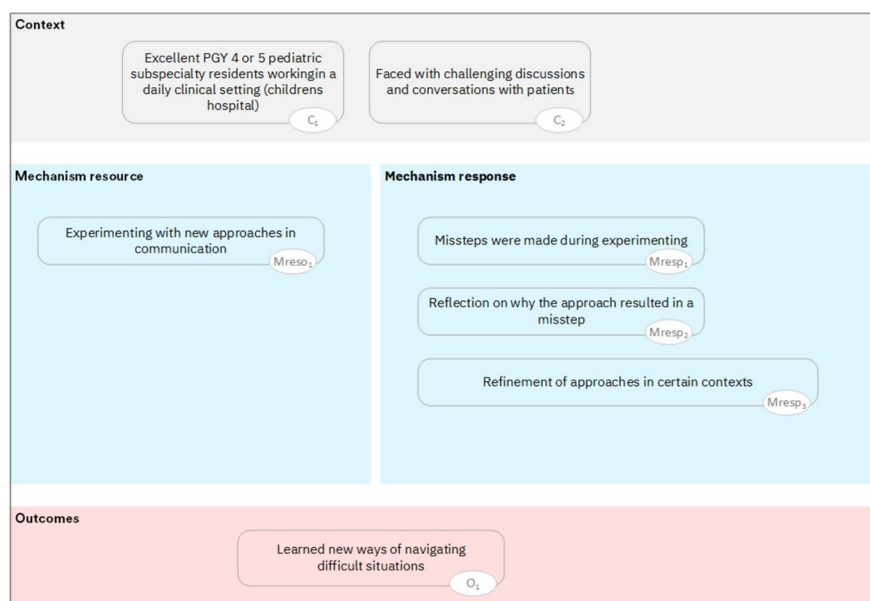 Context
Excellent PGY 4 or 5 pediatric
subspecialty residents workingin a
daily clinical setting (childrens
hospital)
C₁
Faced with challenging discussions
and conversations with patients
C₂
Mechanism resource
Experimenting with new approaches in
communication
Mreso₁
Mechanism response
Missteps were made during experimenting
Mresp₁
Reflection on why the approach resulted in a
misstep
Mresp₂
Refinement of approaches in certain contexts
Mresp₃
Outcomes
Learned new ways of navigating
difficult situations
O₁